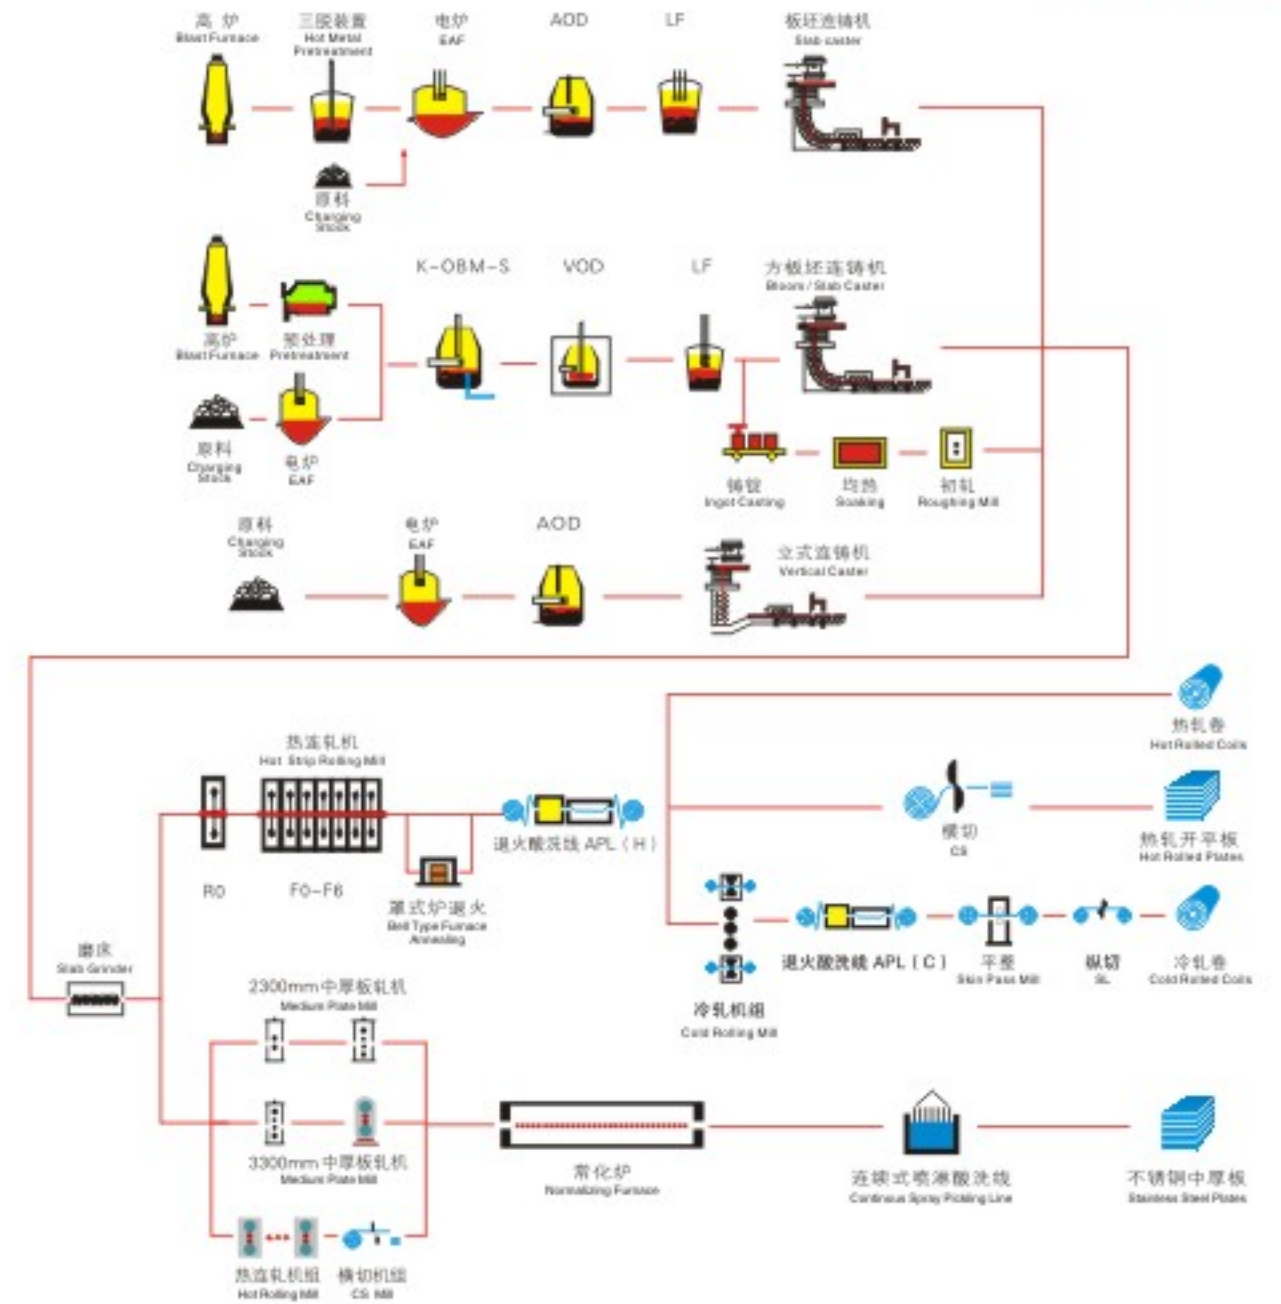 高 炉
Blast Furnace
三脱装置
Hot Metal
Pretreatment
电炉
EAF
AOD
LF
板坯连铸机
Slab caster
原料
Charging
Stock
K-OBM-S
VOD
LF
方板坯连铸机
Bloom / Slab Caster
高炉
Blast Furnace
预处理
Pretreatment
原料
Charging
Stock
电炉
EAF
铸锭
Ingot Casting
均热
Soaking
初轧
Roughing Mill
原料
Charging
Stock
电炉
EAF
AOD
立式连铸机
Vertical Caster
热轧卷
Hot Rolled Coils
热连轧机
Hot Strip Rolling Mill
R0
F0-F6
退火酸洗线 APL ( H )
罩式炉退火
Bell Type Furnace
Annealing
横切
CS
热轧开平板
Hot Rolled Plates
冷轧机组
Cold Rolling Mill
退火酸洗线 APL ( C )
平整
Skin Pass Mill
纵切
SL
冷轧卷
Cold Rolled Coils
磨床
Slab Grinder
2300mm 中厚板轧机
Medium Plate Mill
3300mm 中厚板轧机
Medium Plate Mill
热连轧机组
Hot Rolling Mill
横切机组
CS Mill
常化炉
Normalizing Furnace
连续式喷淋酸洗线
Continous Spray Pickling Line
不锈钢中厚板
Stainless Steel Plates